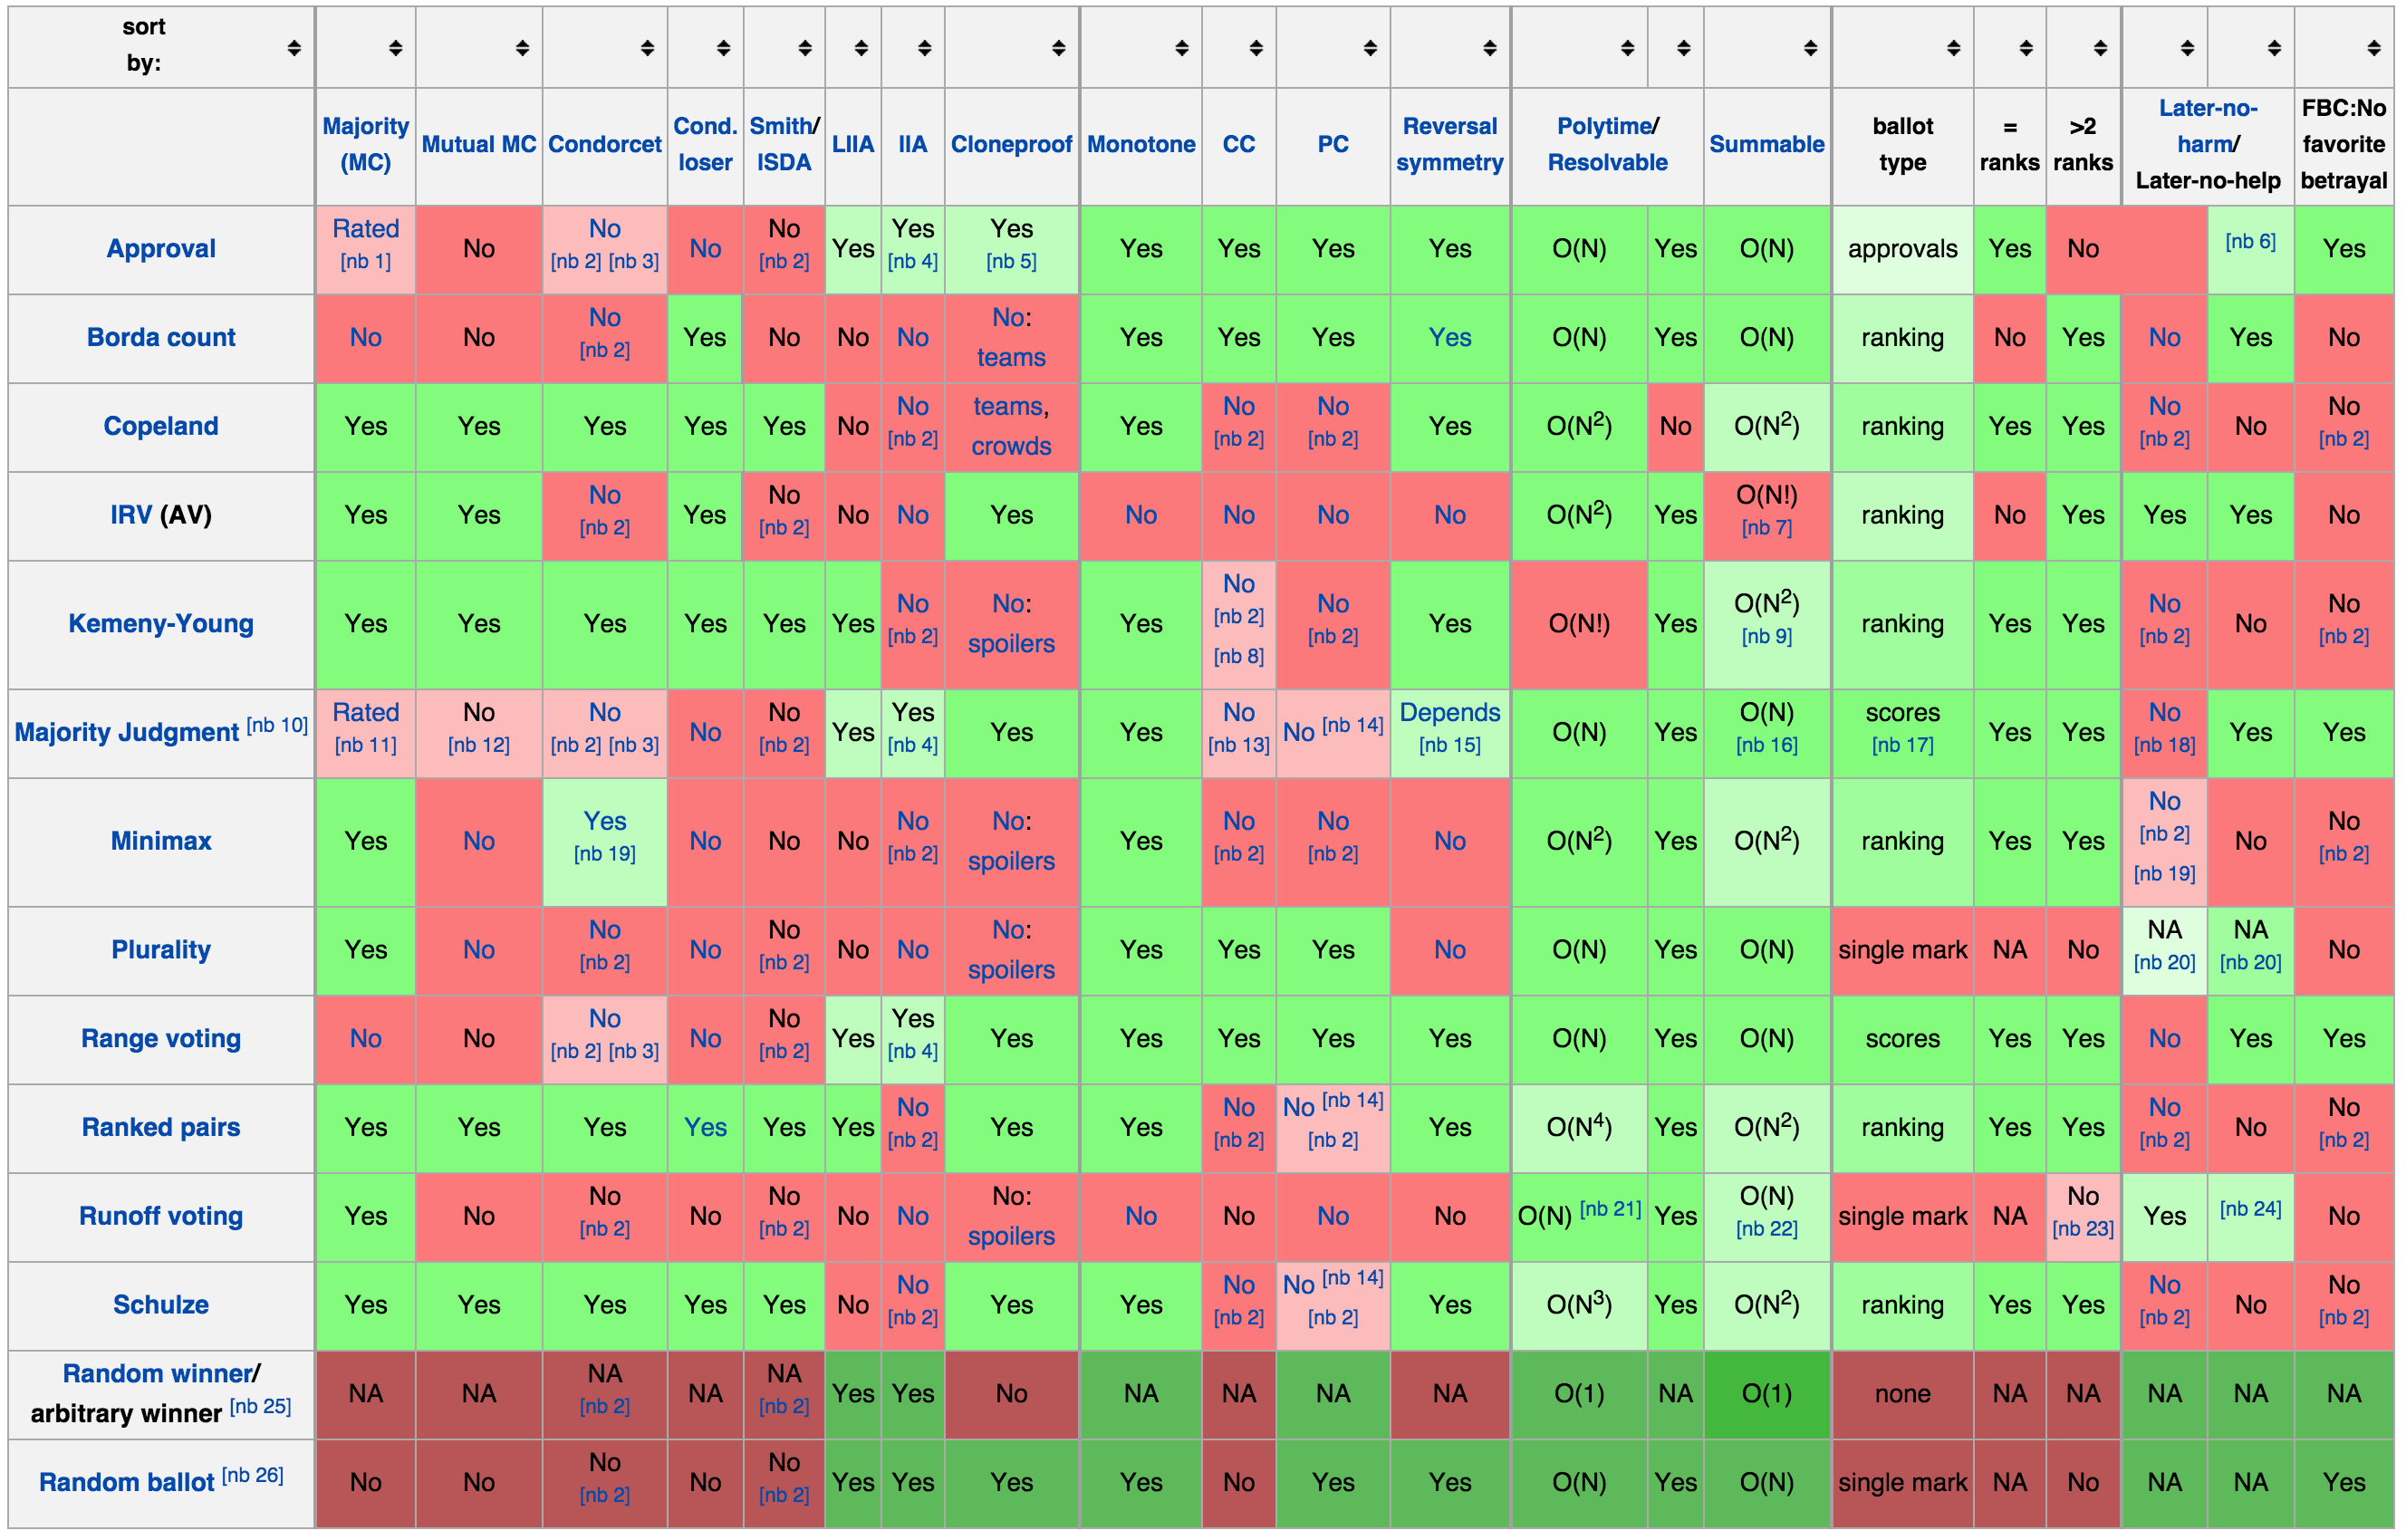 sort
by:
Majority
(MC)
Mutual MC
Condorcet
Cond.
loser
Smith/
ISDA
LIIA
IIA
Cloneproof
Monotone
CC
PC
Reversal
symmetry
Polytime/
Resolvable
Summable
ballot
type
=
ranks
>2
ranks
Later-no-
harm/
Later-no-help
FBC:No
favorite
betrayal
Approval
Rated
[nb 1]
No
No
[nb 2] [nb 3]
No
No
[nb 2]
Yes
Yes
[nb 4]
Yes
[nb 5]
Yes
Yes
Yes
Yes
O(N)
Yes
O(N)
approvals
Yes
No
[nb 6]
Yes
Borda count
No
No
No
[nb 2]
Yes
No
No
No
No:
teams
Yes
Yes
Yes
Yes
O(N)
Yes
O(N)
ranking
No
Yes
No
Yes
No
Copeland
Yes
Yes
Yes
Yes
Yes
No
No
[nb 2]
teams,
crowds
Yes
No
[nb 2]
No
[nb 2]
Yes
O(N²)
No
O(N²)
ranking
Yes
Yes
No
[nb 2]
No
No
[nb 2]
IRV (AV)
Yes
Yes
No
[nb 2]
Yes
No
[nb 2]
No
No
Yes
No
No
No
No
O(N²)
Yes
O(N!)
[nb 7]
ranking
No
Yes
Yes
Yes
No
Kemeny-Young
Yes
Yes
Yes
Yes
Yes
Yes
No
[nb 2]
No:
spoilers
Yes
No
[nb 2]
[nb 8]
No
[nb 2]
Yes
O(N!)
Yes
O(N²)
[nb 9]
ranking
Yes
Yes
No
[nb 2]
No
No
[nb 2]
Majority Judgment [nb 10]
Rated
[nb 11]
No
[nb 12]
No
[nb 2] [nb 3]
No
No
[nb 2]
Yes
Yes
[nb 4]
Yes
Yes
No
[nb 13]
No [nb 14]
Depends
[nb 15]
O(N)
Yes
O(N)
[nb 16]
scores
[nb 17]
Yes
Yes
No
[nb 18]
Yes
Yes
Minimax
Yes
No
Yes
[nb 19]
No
No
No
No
[nb 2]
No:
spoilers
Yes
No
[nb 2]
No
[nb 2]
No
O(N²)
Yes
O(N²)
ranking
Yes
Yes
No
[nb 2]
[nb 19]
No
No
[nb 2]
Plurality
Yes
No
No
[nb 2]
No
No
[nb 2]
No
No
No:
spoilers
Yes
Yes
Yes
No
O(N)
Yes
O(N)
single mark
NA
No
NA
[nb 20]
NA
[nb 20]
No
Range voting
No
No
No
[nb 2] [nb 3]
No
No
[nb 2]
Yes
Yes
[nb 4]
Yes
Yes
Yes
Yes
Yes
O(N)
Yes
O(N)
scores
Yes
Yes
No
Yes
Yes
Ranked pairs
Yes
Yes
Yes
Yes
Yes
Yes
No
[nb 2]
Yes
Yes
No
[nb 2]
No [nb 14]
[nb 2]
Yes
O(N⁴)
Yes
O(N²)
ranking
Yes
Yes
No
[nb 2]
No
No
[nb 2]
Runoff voting
Yes
No
No
[nb 2]
No
No
[nb 2]
No
No
No:
spoilers
No
No
No
No
O(N) [nb 21]
Yes
O(N)
[nb 22]
single mark
NA
No
[nb 23]
Yes
[nb 24]
No
Schulze
Yes
Yes
Yes
Yes
Yes
No
No
[nb 2]
Yes
Yes
No
[nb 2]
No [nb 14]
[nb 2]
Yes
O(N³)
Yes
O(N²)
ranking
Yes
Yes
No
[nb 2]
No
No
[nb 2]
Random winner/
arbitrary winner [nb 25]
NA
NA
NA
[nb 2]
NA
NA
[nb 2]
Yes
Yes
No
NA
NA
NA
NA
O(1)
NA
O(1)
none
NA
NA
NA
NA
NA
Random ballot [nb 26]
No
No
No
[nb 2]
No
No
[nb 2]
Yes
Yes
Yes
Yes
No
Yes
Yes
O(N)
Yes
O(N)
single mark
NA
No
NA
NA
Yes